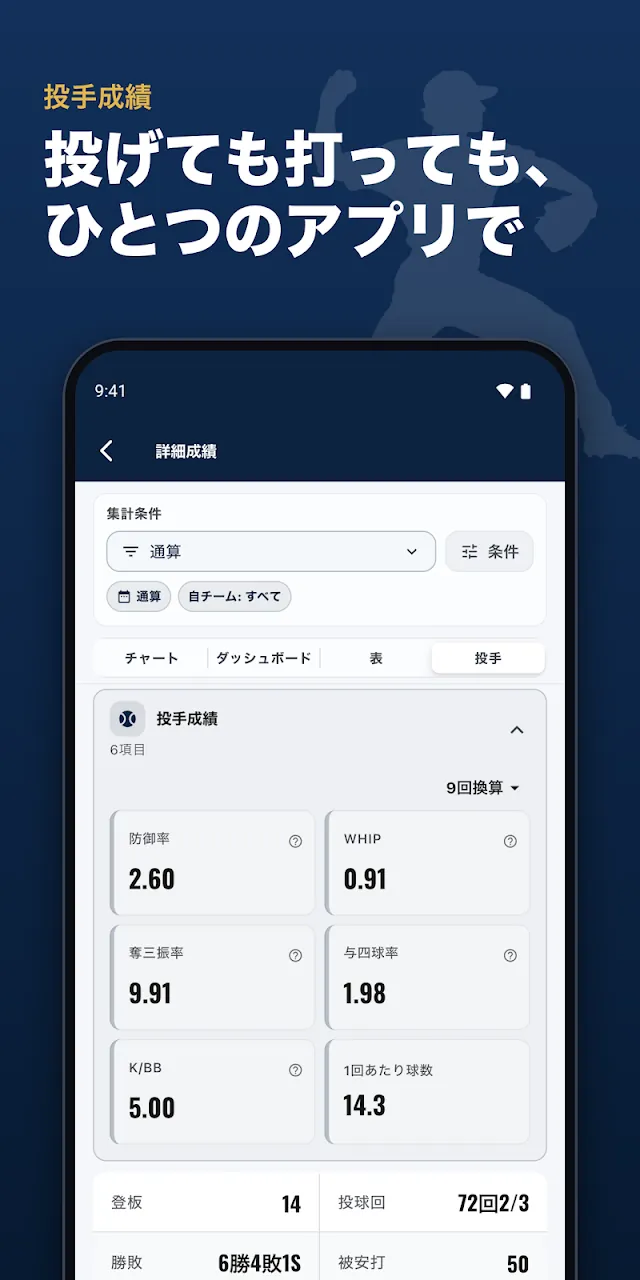 投手成績
投げても打っても、
ひとつのアプリで
9:41
詳細成績
集計条件
通算
条件
通算 自チーム: すべて
チャート ダッシュボード 表 投手
投手成績
6項目
9回換算
防御率 WHIP
2.60 0.91
奪三振率 与四球率
9.91 1.98
K/BB 1回あたり球数
5.00 14.3
登板 14 投球回 72回2/3
勝敗 6勝4敗1S 被安打 50